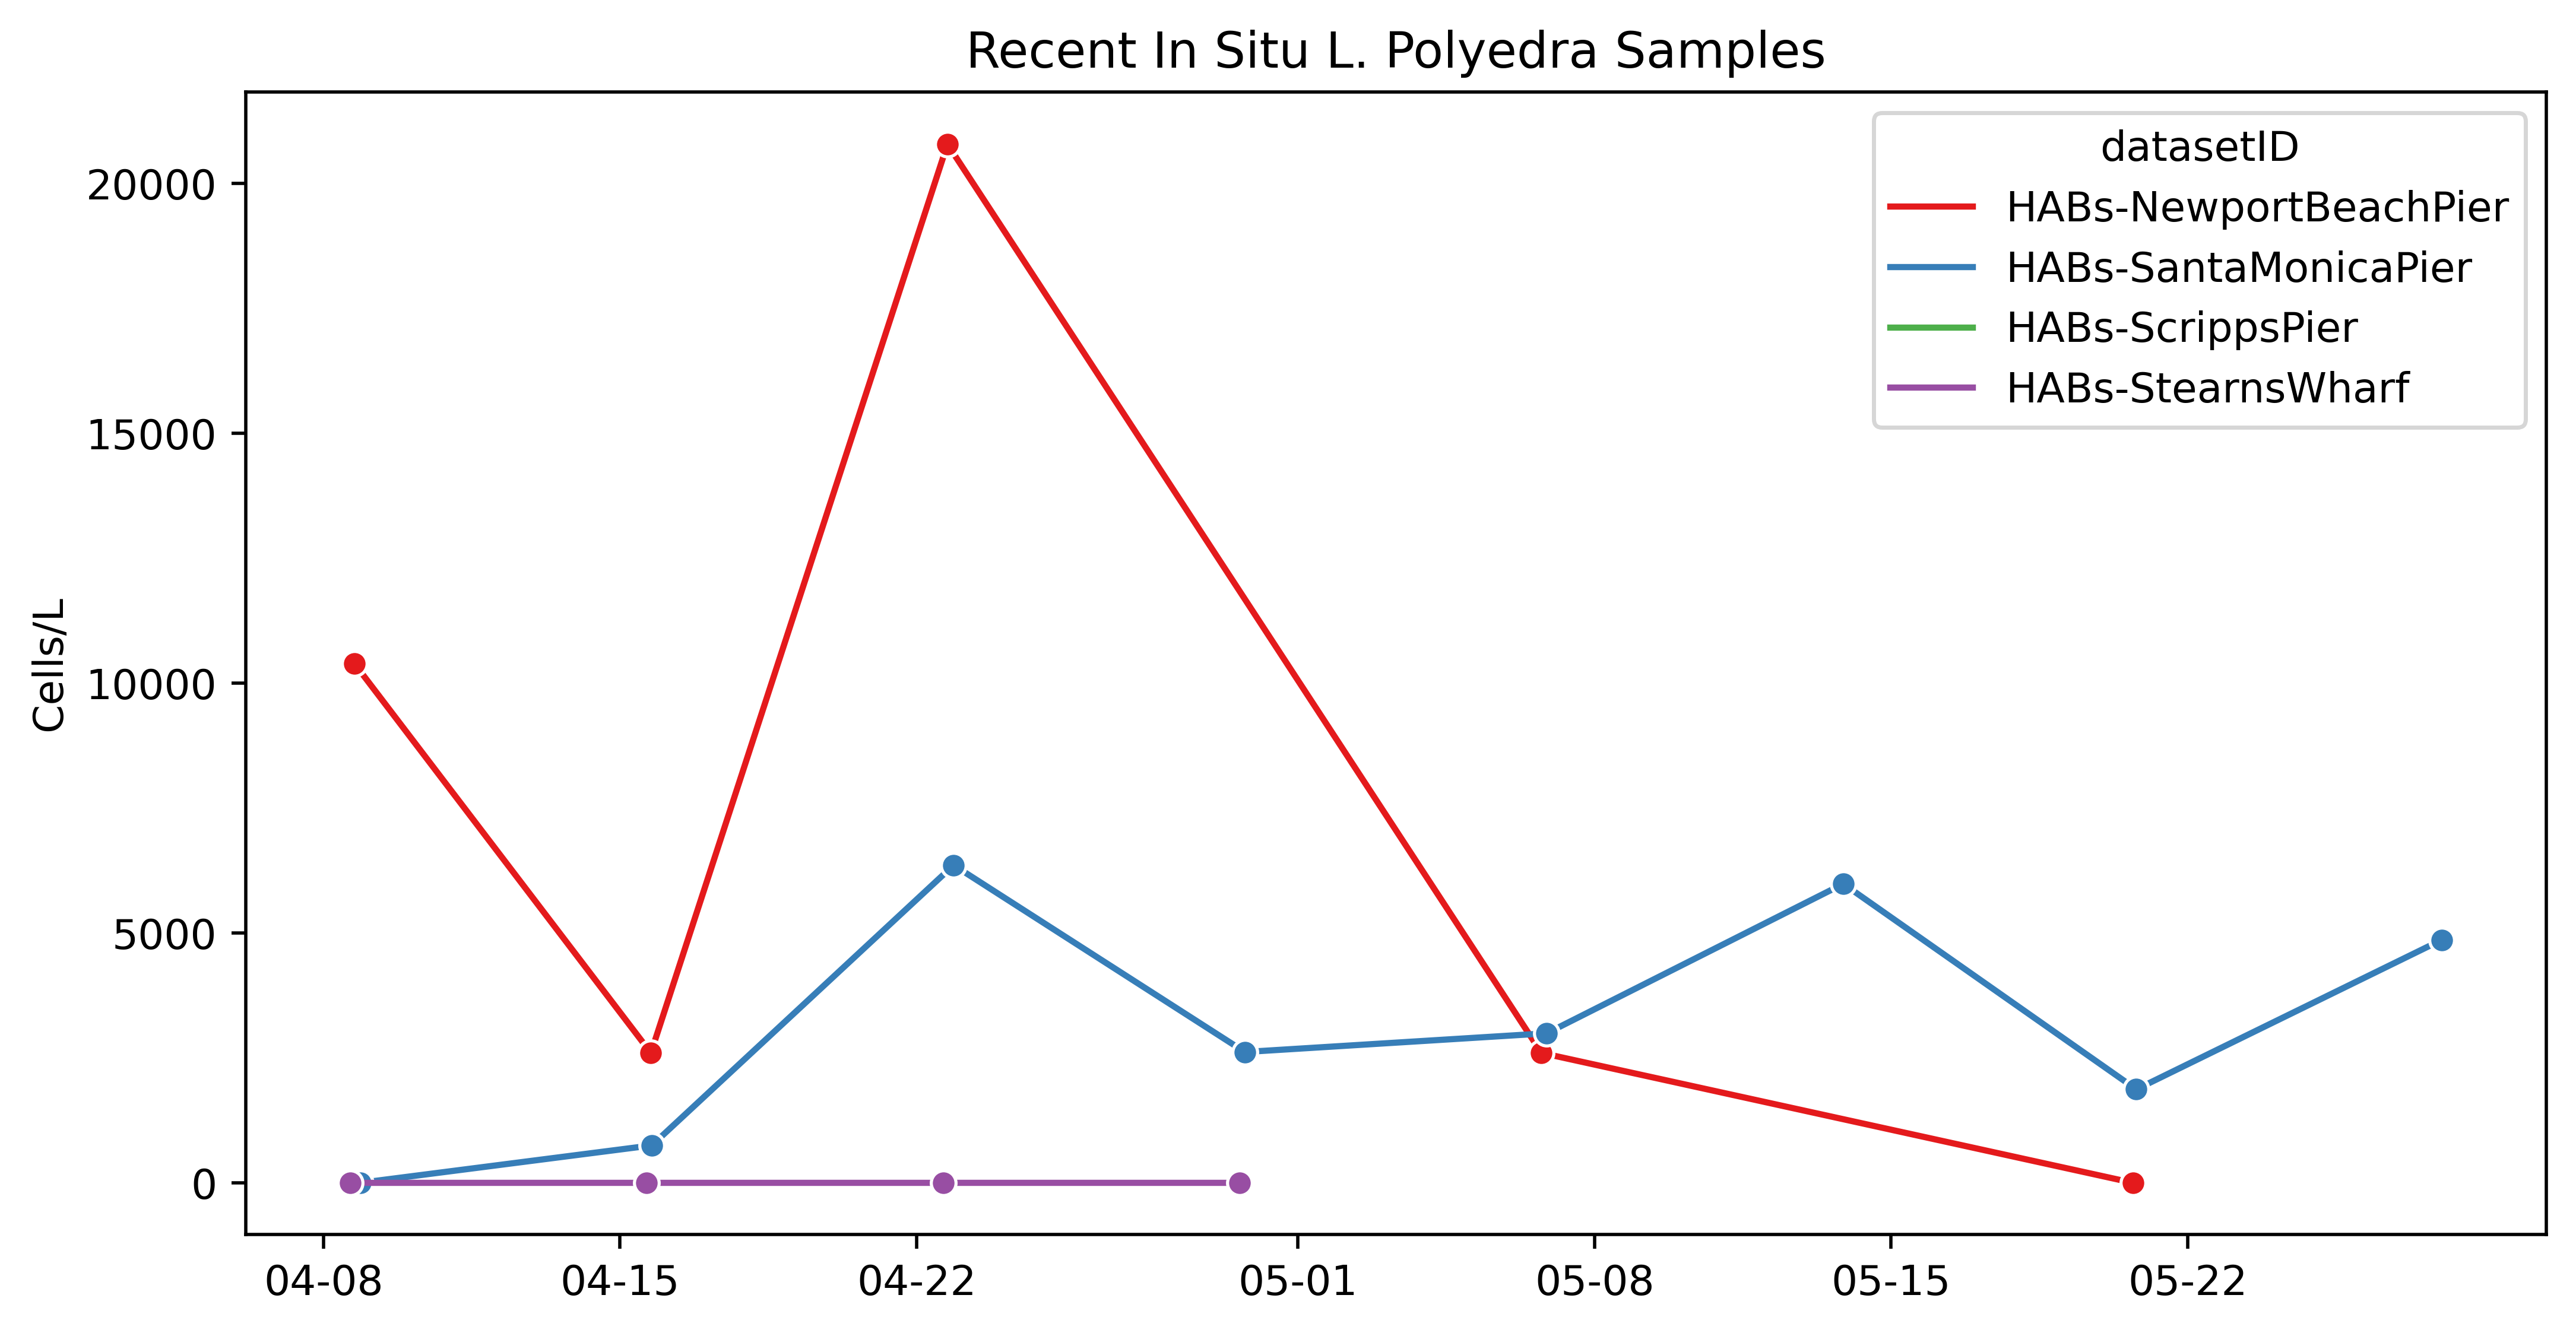 Recent In Situ L. Polyedra Samples
datasetID
HABs-NewportBeachPier
HABs-SantaMonicaPier
HABs-ScrippsPier
HABs-StearnsWharf
Cells/L
20000
15000
10000
5000
0
04-08 04-15 04-22 05-01 05-08 05-15 05-22